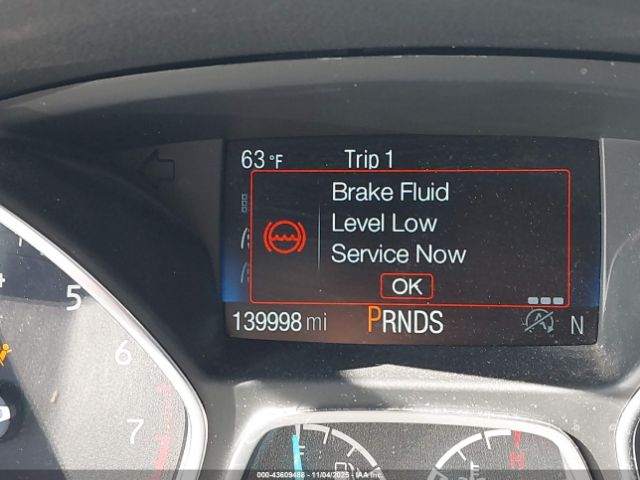 63 °F Trip 1
Brake Fluid
Level Low
Service Now
OK
139998 mi PRNDS A N
4
5
6
7
H
000-43609488 - 11/04/2025 - IAA Inc.